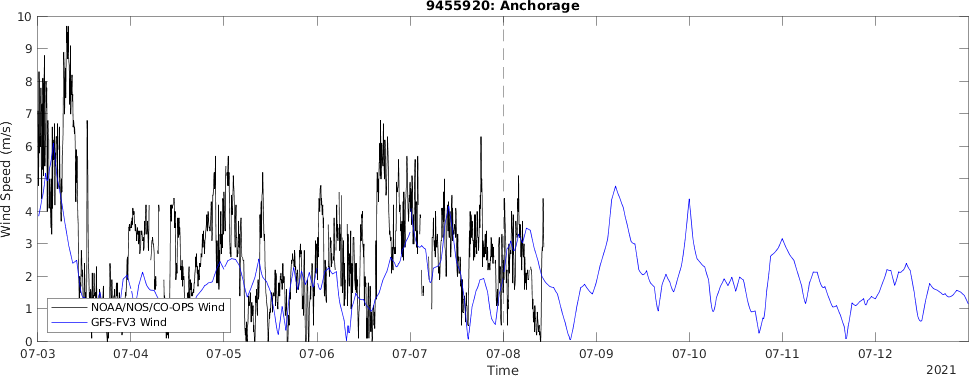 9455920: Anchorage
10
9
8
7
6
5
4
3
2
1
0
Wind Speed (m/s)
NOAA/NOS/CO-OPS Wind
GFS-FV3 Wind
07-03 07-04 07-05 07-06 07-07 07-08 07-09 07-10 07-11 07-12
Time
2021